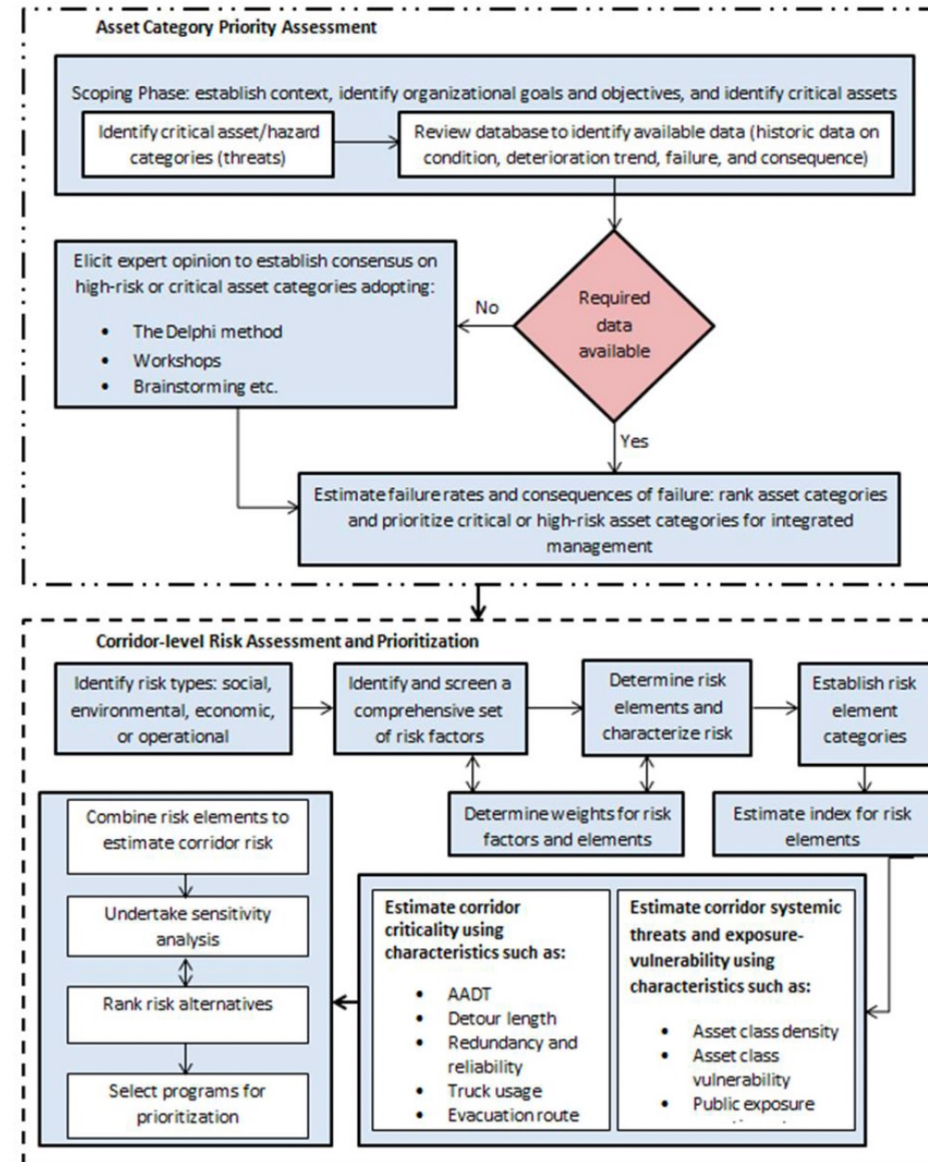 Asset Category Priority Assessment
Scoping Phase: establish context, identify organizational goals and objectives, and identify critical assets
Identify critical asset/hazard
categories (threats)
Review database to identify available data (historic data on
condition, deterioration trend, failure, and consequence)
Elicit expert opinion to establish consensus on
high-risk or critical asset categories adopting:
• The Delphi method
• Workshops
• Brainstorming etc.
No
Required
data
available
Yes
Estimate failure rates and consequences of failure: rank asset categories
and prioritize critical or high-risk asset categories for integrated
management
Corridor-level Risk Assessment and Prioritization
Identify risk types: social,
environmental, economic,
or operational
Identify and screen a
comprehensive set
of risk factors
Determine risk
elements and
characterize risk
Establish risk
element
categories
Determine weights for risk
factors and elements
Estimate index for risk
elements
Combine risk elements to
estimate corridor risk
Undertake sensitivity
analysis
Rank risk alternatives
Select programs for
prioritization
Estimate corridor
criticality using
characteristics such as:
• AADT
• Detour length
• Redundancy and
reliability
• Truck usage
• Evacuation route
Estimate corridor systemic
threats and exposure-
vulnerability using
characteristics such as:
• Asset class density
• Asset class
vulnerability
• Public exposure